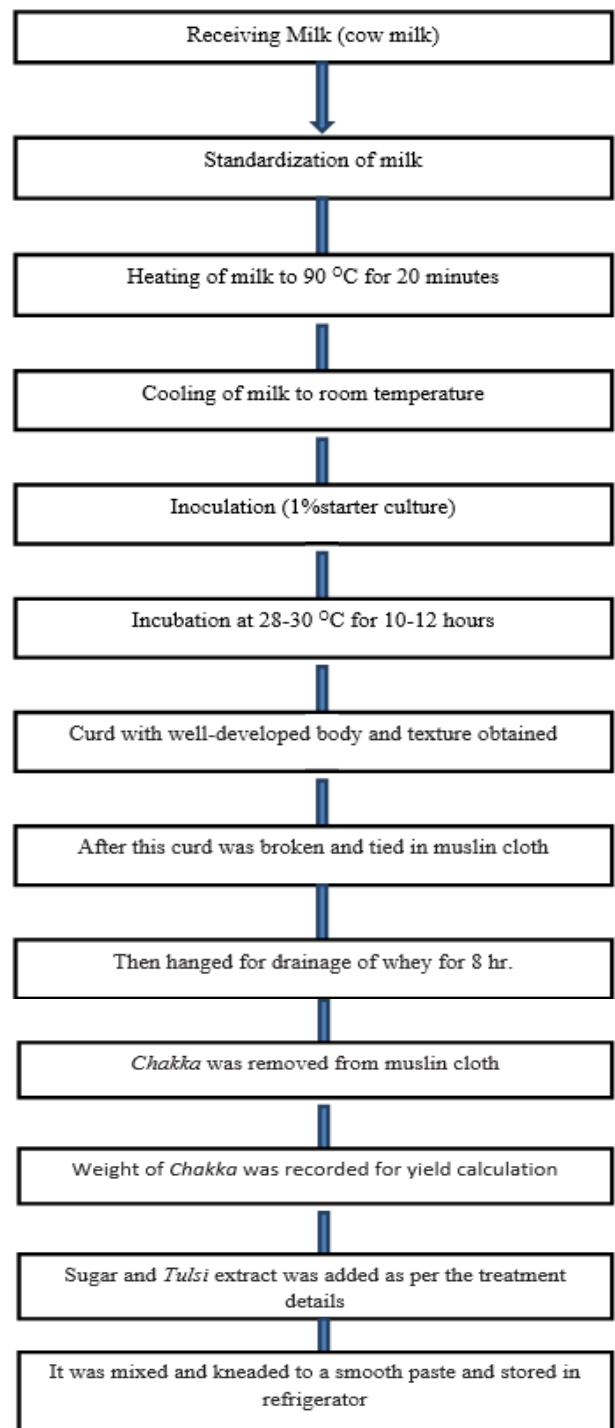 Receiving Milk (cow milk)
Standardization of milk
Heating of milk to 90 ᴼC for 20 minutes
Cooling of milk to room temperature
Inoculation (1%starter culture)
Incubation at 28-30 ᴼC for 10-12 hours
Curd with well-developed body and texture obtained
After this curd was broken and tied in muslin cloth
Then hanged for drainage of whey for 8 hr.
Chakka was removed from muslin cloth
Weight of Chakka was recorded for yield calculation
Sugar and Tulsi extract was added as per the treatment
details
It was mixed and kneaded to a smooth paste and stored in
refrigerator